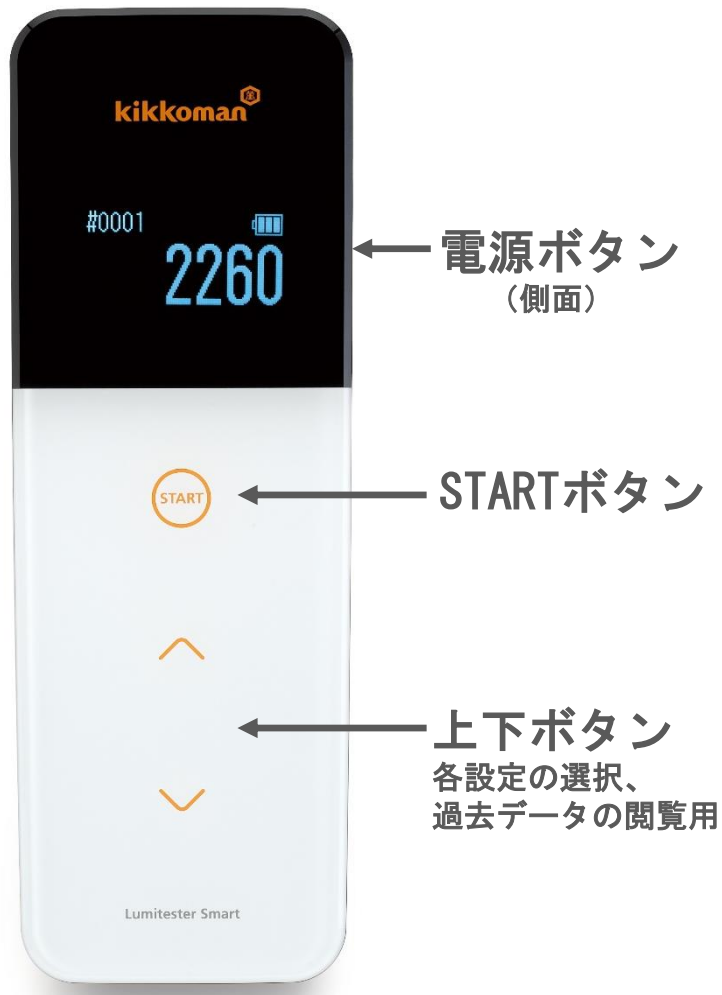 kikkoman
#0001
2260
電源ボタン
（側面）
START
STARTボタン
上下ボタン
各設定の選択、
過去データの閲覧用
Lumitester Smart